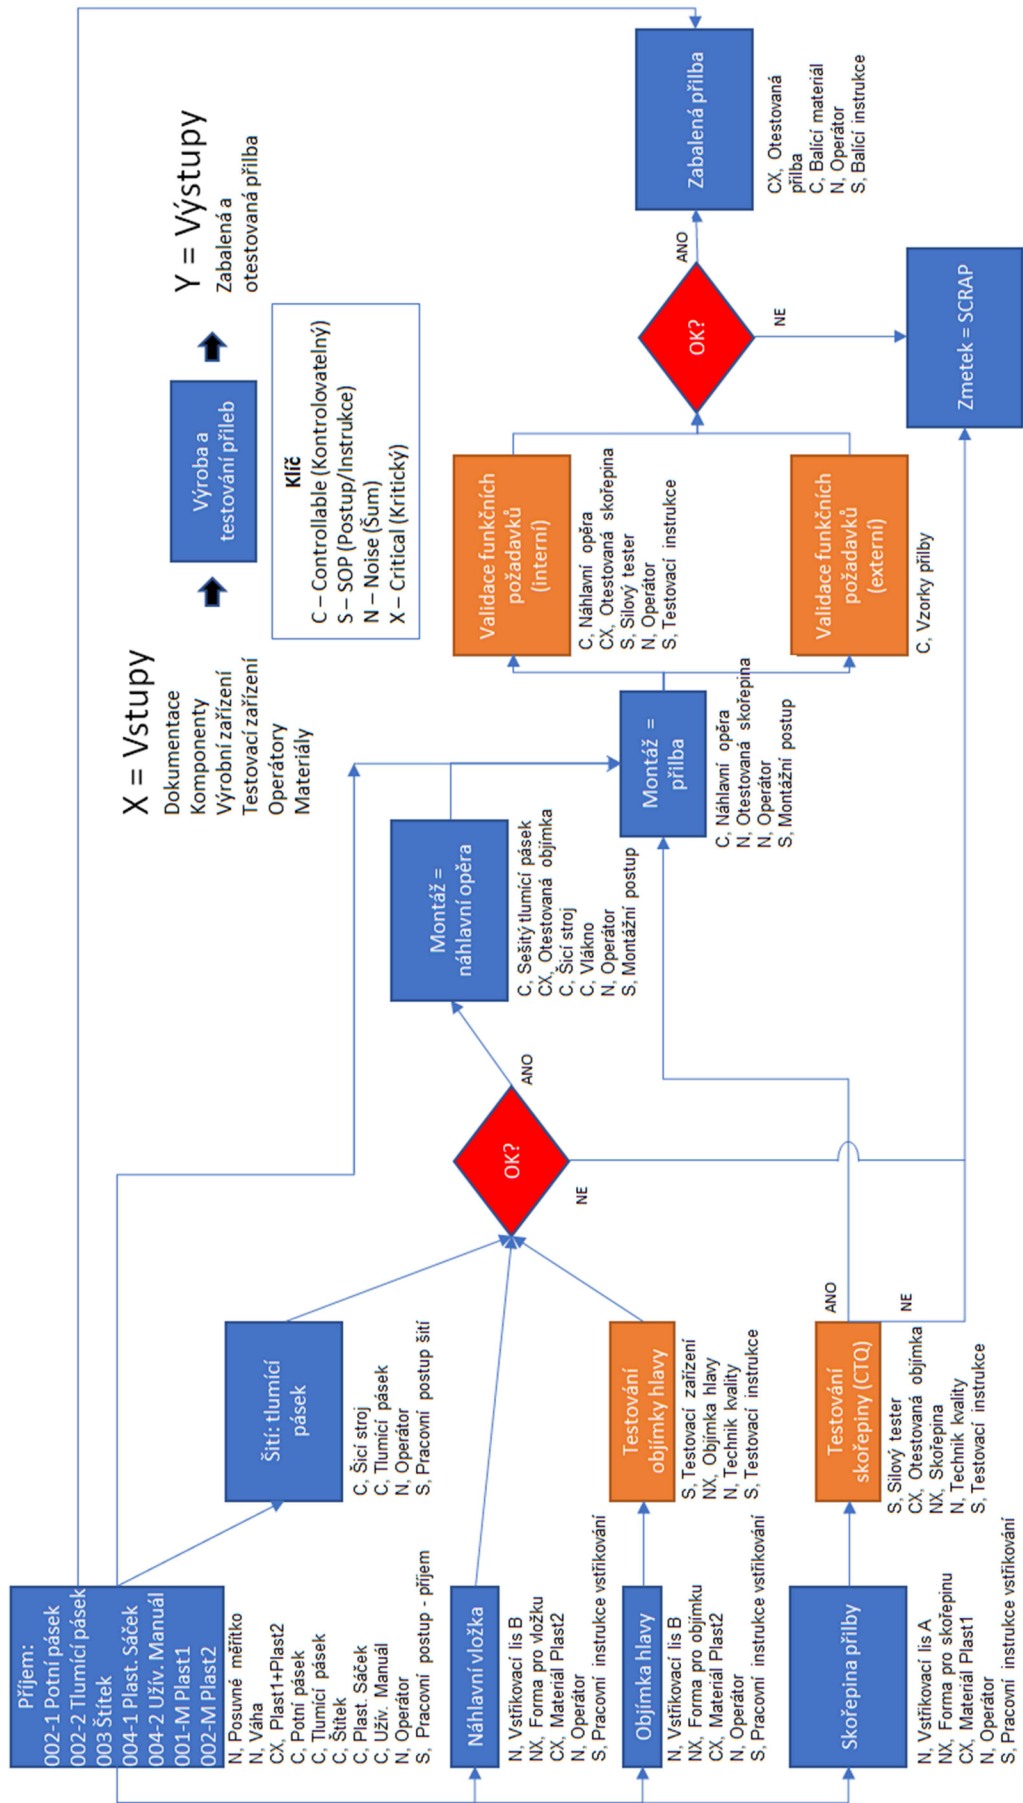 X = Vstupy
Dokumentace
Komponenty
Výrobní zařízení
Testovací zařízení
Operátory
Materiály
Výroba a
testování přileb
Y = Výstupy
Zabalená a
otestovaná přilba
Klíč
C – Controllable (Kontrolovatelný)
S – SOP (Postup/Instrukce)
N – Noise (Šum)
X – Critical (Kritický)
Příjem:
002-1 Potní pásek
002-2 Tlumící pásek
003 Štítek
004-1 Plast. Sáček
004-2 Užív. Manuál
001-M Plast1
002-M Plast2
N, Posuvné měřítko
N, Váha
CX, Plast1+Plast2
C, Potní pásek
C, Tlumící pásek
C, Štítek
C, Plast. Sáček
C, Užív. Manuál
N, Operátor
S, Pracovní postup - příjem
Šití: tlumící
pásek
C, Šicí stroj
C, Tlumící pásek
N, Operátor
S, Pracovní postup šití
Náhlavní vložka
N, Vstřikovací lis B
NX, Forma pro vložku
CX, Materiál Plast2
N, Operátor
S, Pracovní instrukce vstřikování
Objímka hlavy
N, Vstřikovací lis B
NX, Forma pro objímku
CX, Materiál Plast2
N, Operátor
S, Pracovní instrukce vstřikování
Testování
objímky hlavy
S, Testovací zařízení
NX, Objímka hlavy
N, Technik kvality
S, Testovací instrukce
Skořepina přilby
N, Vstřikovací lis A
NX, Forma pro skořepinu
CX, Materiál Plast1
N, Operátor
S, Pracovní instrukce vstřikování
Testování
skořepiny (CTQ)
S, Silový tester
CX, Otestovaná objímka
NX, Skořepina
N, Technik kvality
S, Testovací instrukce
ANO
NE
OK?
ANO
NE
Montáž =
náhlavní opěra
C, Sešitý tlumící pásek
CX, Otestovaná objímka
C, Šicí stroj
C, Vlákno
N, Operátor
S, Montážní postup
Montáž =
přilba
C, Náhlavní opěra
N, Otestovaná skořepina
N, Operátor
S, Montážní postup
Validace funkčních
požadavků
(interní)
C, Náhlavní opěra
CX, Otestovaná skořepina
S, Silový tester
N, Operátor
S, Testovací instrukce
Validace funkčních
požadavků
(externí)
C, Vzorky přilby
OK?
ANO
NE
Zabalená přilba
CX, Otestovaná
přilba
C, Balící materiál
N, Operátor
S, Balící instrukce
Zmetek = SCRAP